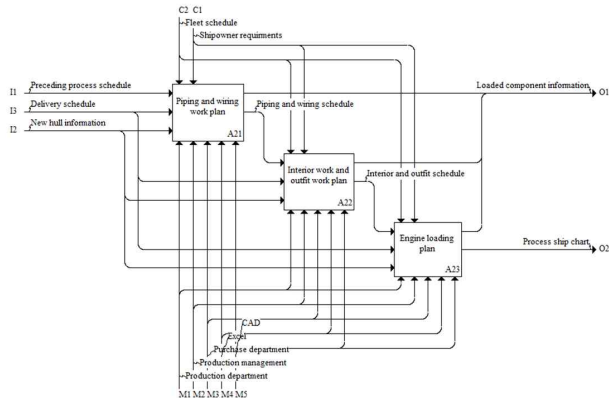 C2 C1
Fleet schedule
Shipowner requirments
I1 Preceding process schedule
Loaded component information O1
I3 Delivery schedule
Piping and wiring
work plan
Piping and wiring schedule
I2 New hull information
A21
Interior work and
outfit work plan
Interior and outfit schedule
A22
Engine loading
plan
Process ship chart O2
A23
CAD
Excel
Purchase department
Production management
Production department
M1 M2 M3 M4 M5